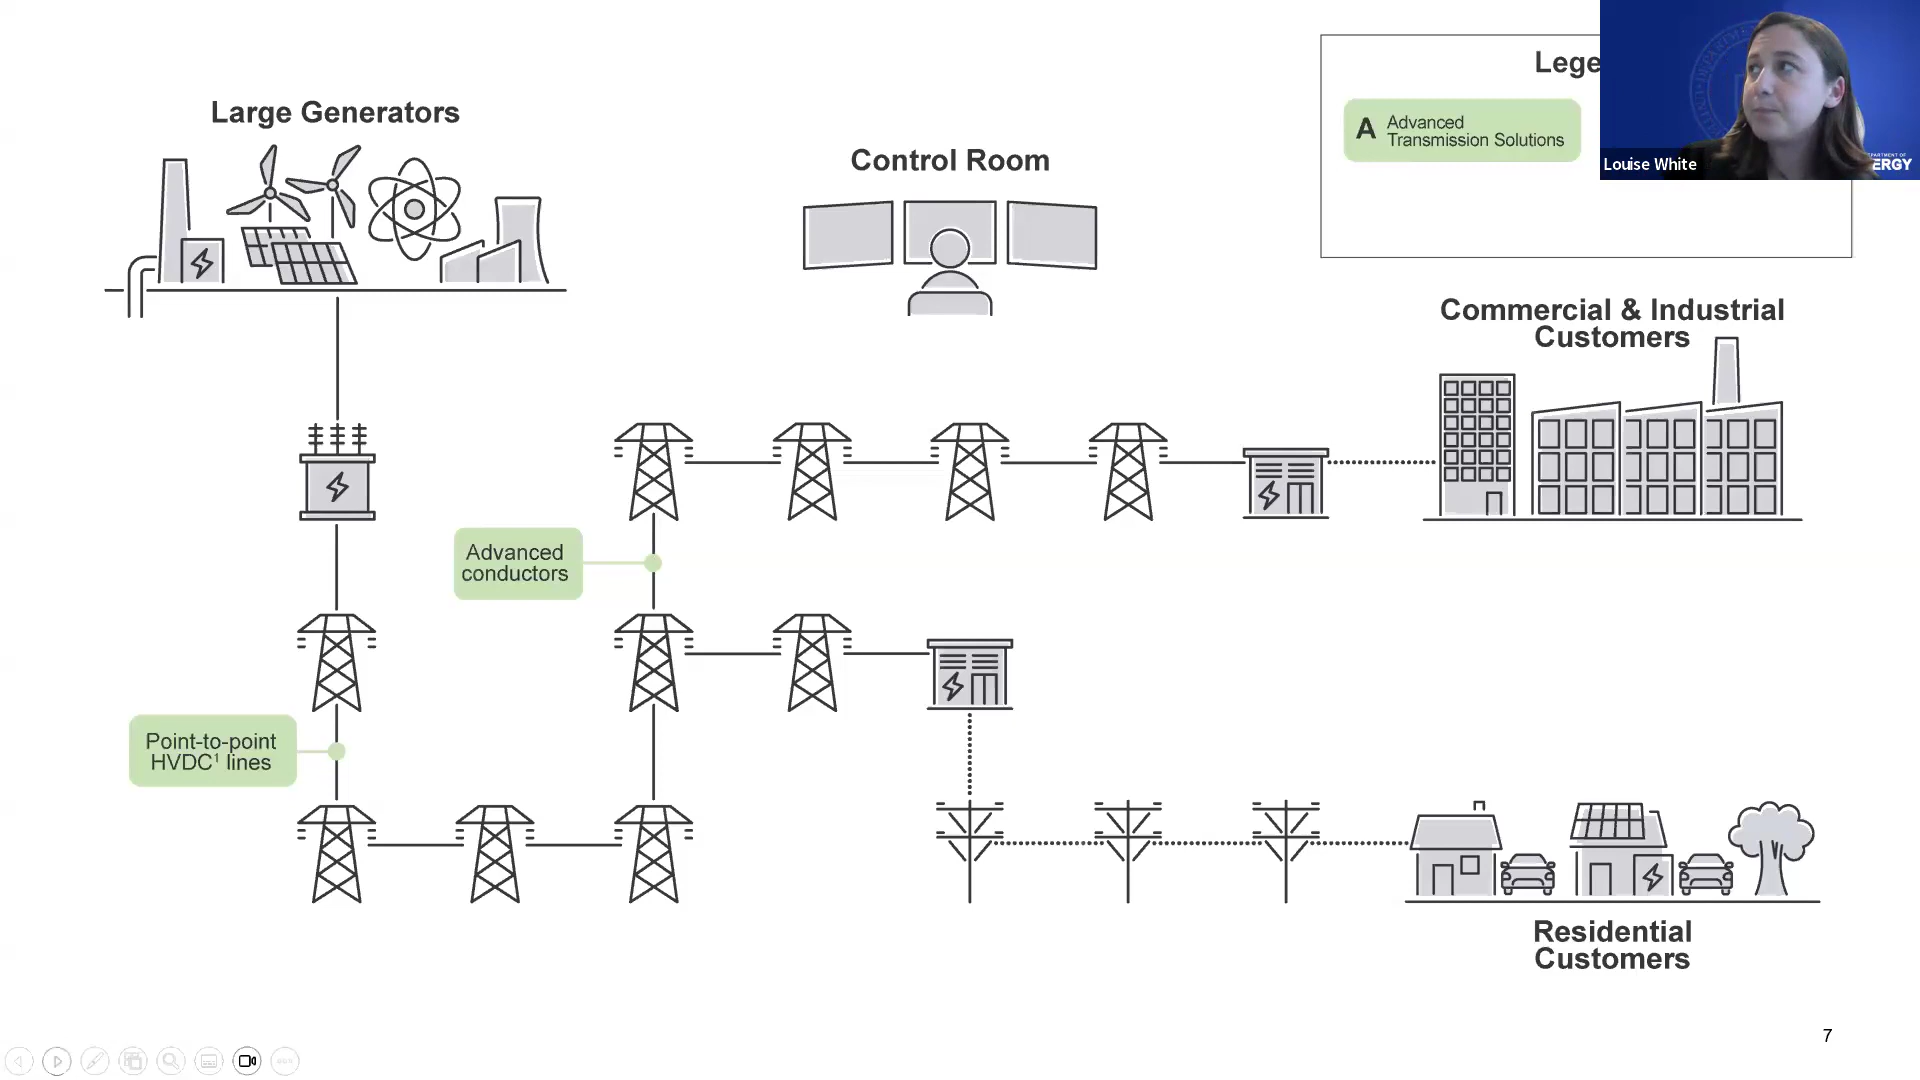 Large Generators
Control Room
Lege
A Advanced
Transmission Solutions
Louise White
ERGY
Commercial & Industrial
Customers
Advanced
conductors
Point-to-point
HVDC¹ lines
Residential
Customers
7